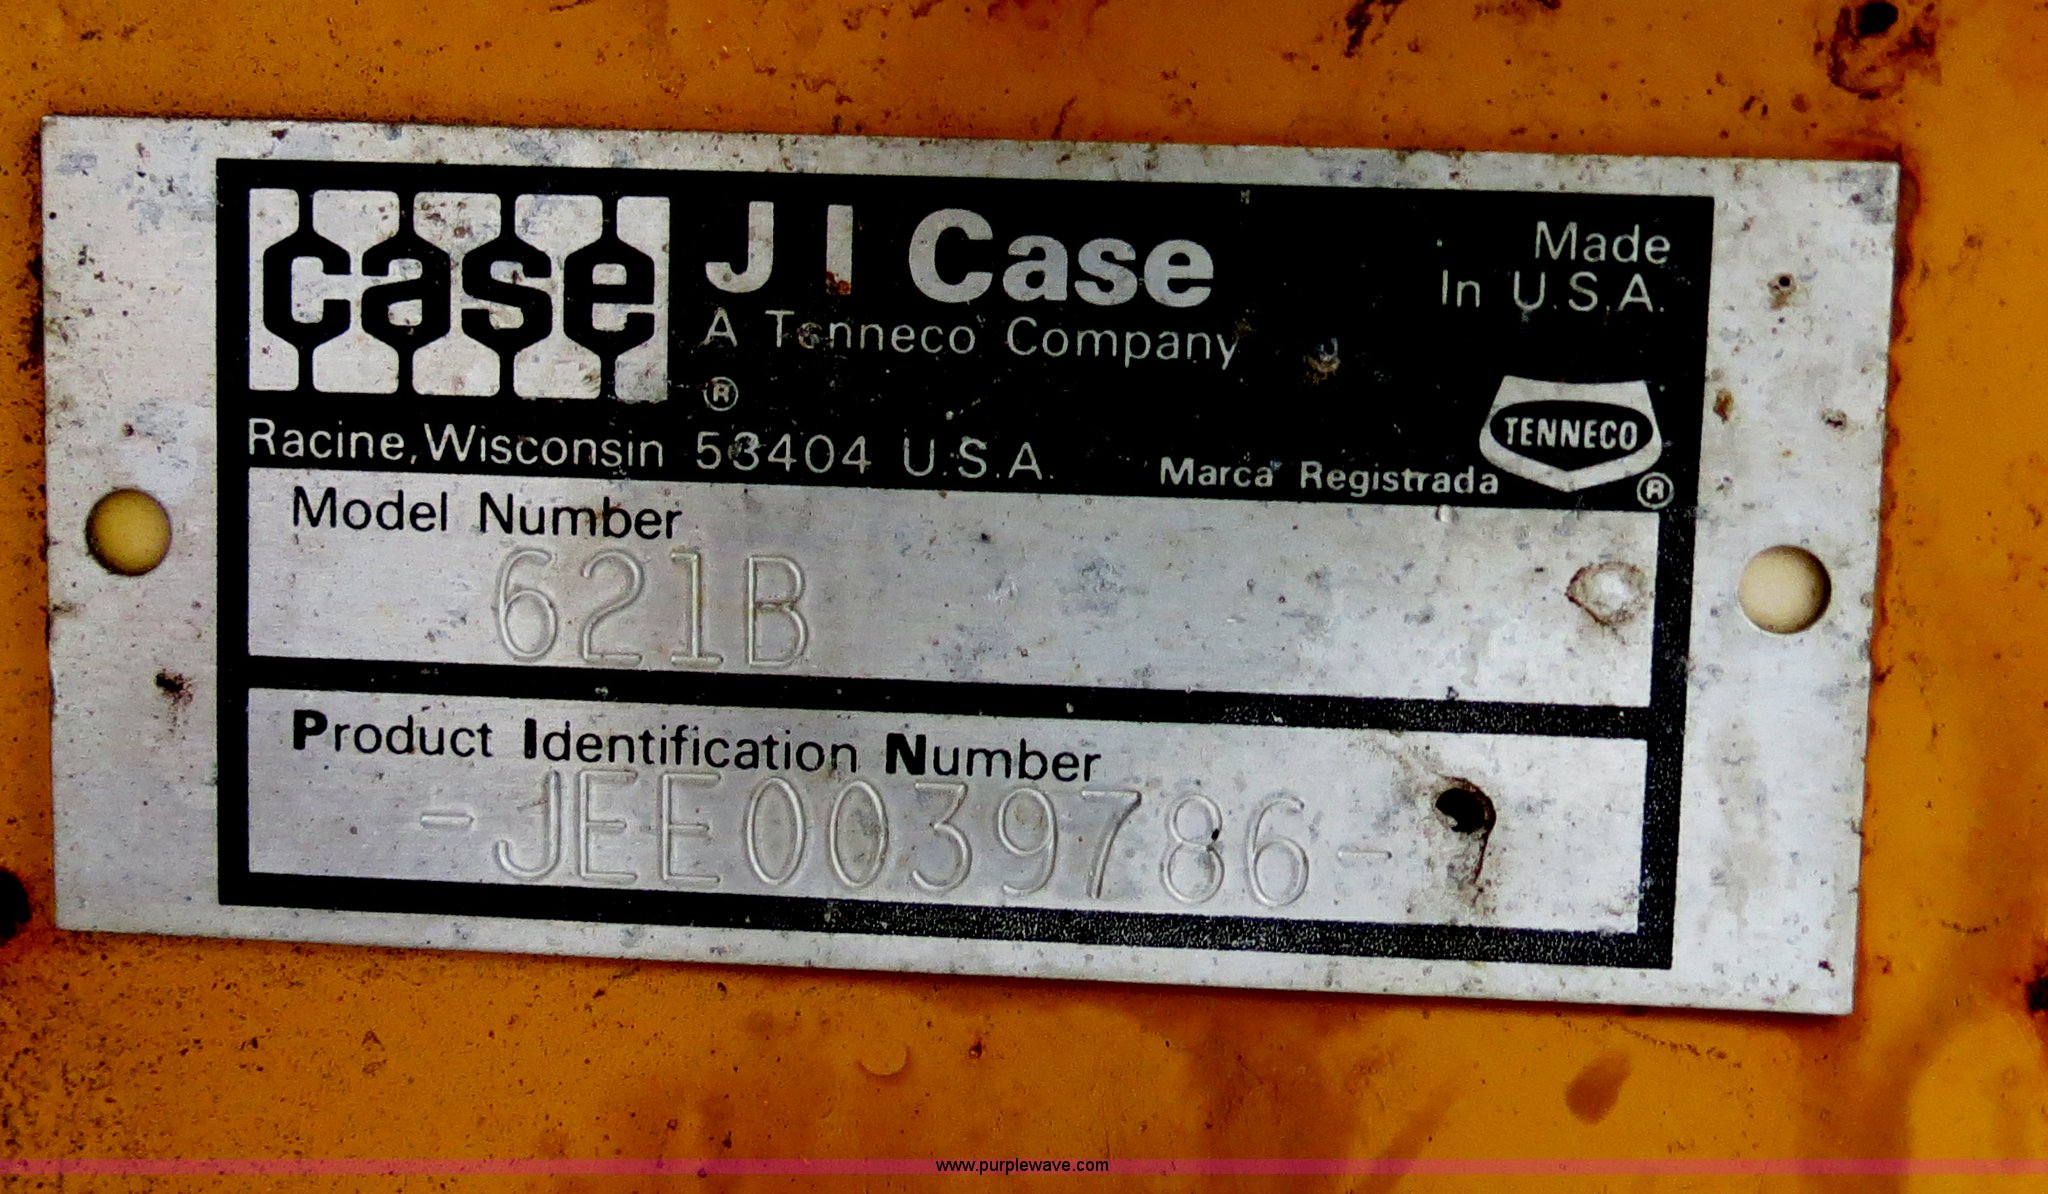 case
J I Case
A Tenneco Company
®
Made
In U.S.A.
Racine, Wisconsin 53404 U.S.A.
Marca Registrada
TENNECO
®
Model Number
621B
Product Identification Number
-JEE0039786-
www.purplewave.com